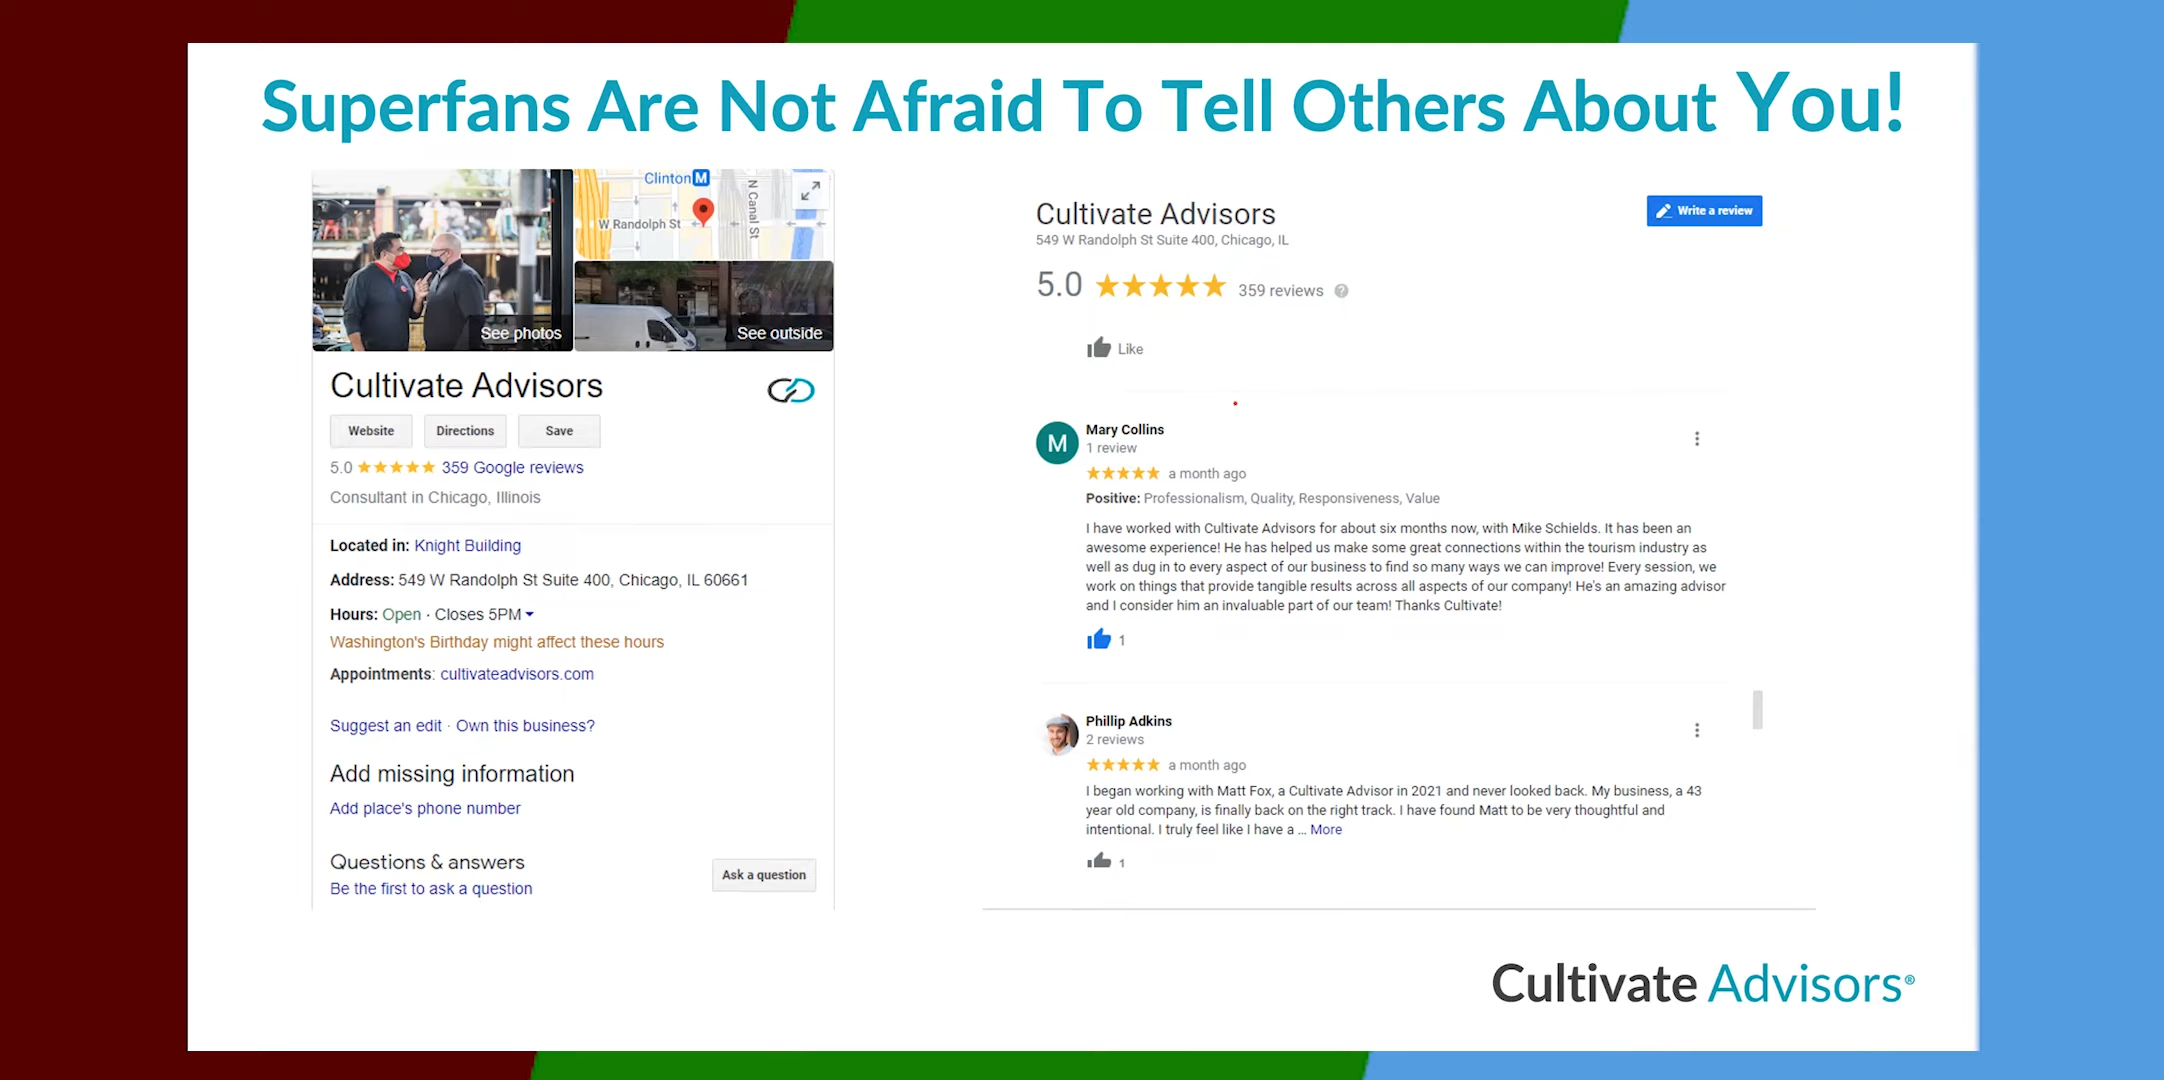 Superfans Are Not Afraid To Tell Others About You!
Clinton M
W Randolph St
N Canal St
See photos
See outside
Cultivate Advisors
Website
Directions
Save
5.0 359 Google reviews
Consultant in Chicago, Illinois
Located in: Knight Building
Address: 549 W Randolph St Suite 400, Chicago, IL 60661
Hours: Open · Closes 5PM
Washington's Birthday might affect these hours
Appointments: cultivateadvisors.com
Suggest an edit · Own this business?
Add missing information
Add place's phone number
Questions & answers
Be the first to ask a question
Ask a question
Cultivate Advisors
Write a review
549 W Randolph St Suite 400, Chicago, IL
5.0 359 reviews ?
Like
M
Mary Collins
1 review
a month ago
Positive: Professionalism, Quality, Responsiveness, Value
I have worked with Cultivate Advisors for about six months now, with Mike Schields. It has been an
awesome experience! He has helped us make some great connections within the tourism industry as
well as dug in to every aspect of our business to find so many ways we can improve! Every session, we
work on things that provide tangible results across all aspects of our company! He's an amazing advisor
and I consider him an invaluable part of our team! Thanks Cultivate!
1
Phillip Adkins
2 reviews
a month ago
I began working with Matt Fox, a Cultivate Advisor in 2021 and never looked back. My business, a 43
year old company, is finally back on the right track. I have found Matt to be very thoughtful and
intentional. I truly feel like I have a ... More
1
Cultivate Advisors®